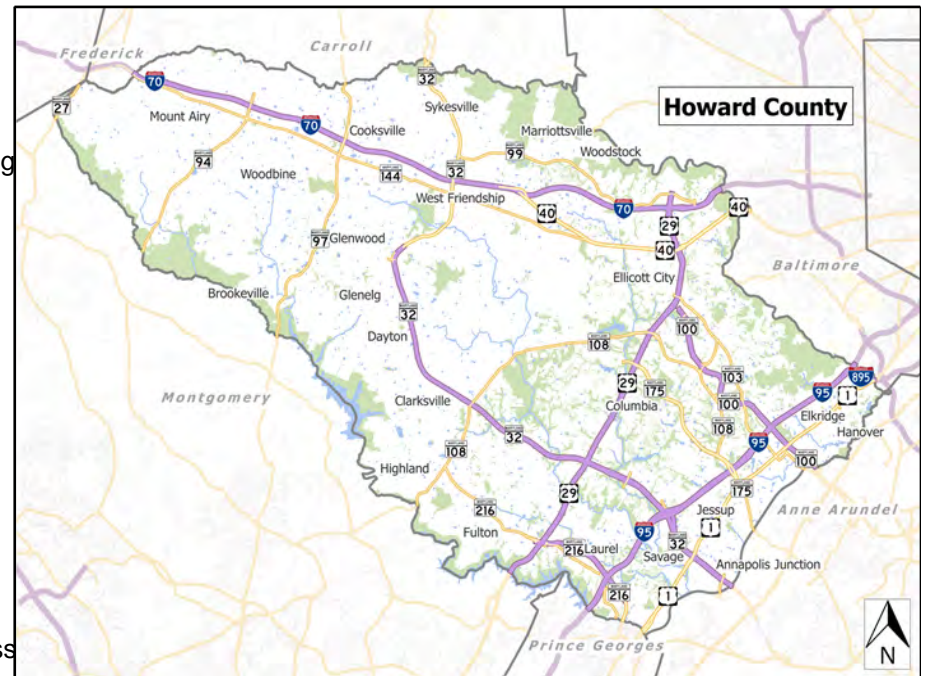 Frederick
Carroll
32
70
27
Sykesville
Howard County
Mount Airy
70
Cooksville
Marriottsville
99
Woodstock
g
94
32
Woodbine
144
West Friendship
70
40
40
29
97
Glenwood
40
Baltimore
Ellicott City
Brookeville
Glenelg
32
100
Dayton
108
103
895
29
175
95
Montgomery
Columbia
100
1
Clarksville
Elkridge
108
Hanover
32
95
108
100
Highland
29
175
216
Jessup
Anne Arundel
Fulton
95
1
32
216
Laurel
Savage
Annapolis Junction
216
1
Prince Georges
N
ss